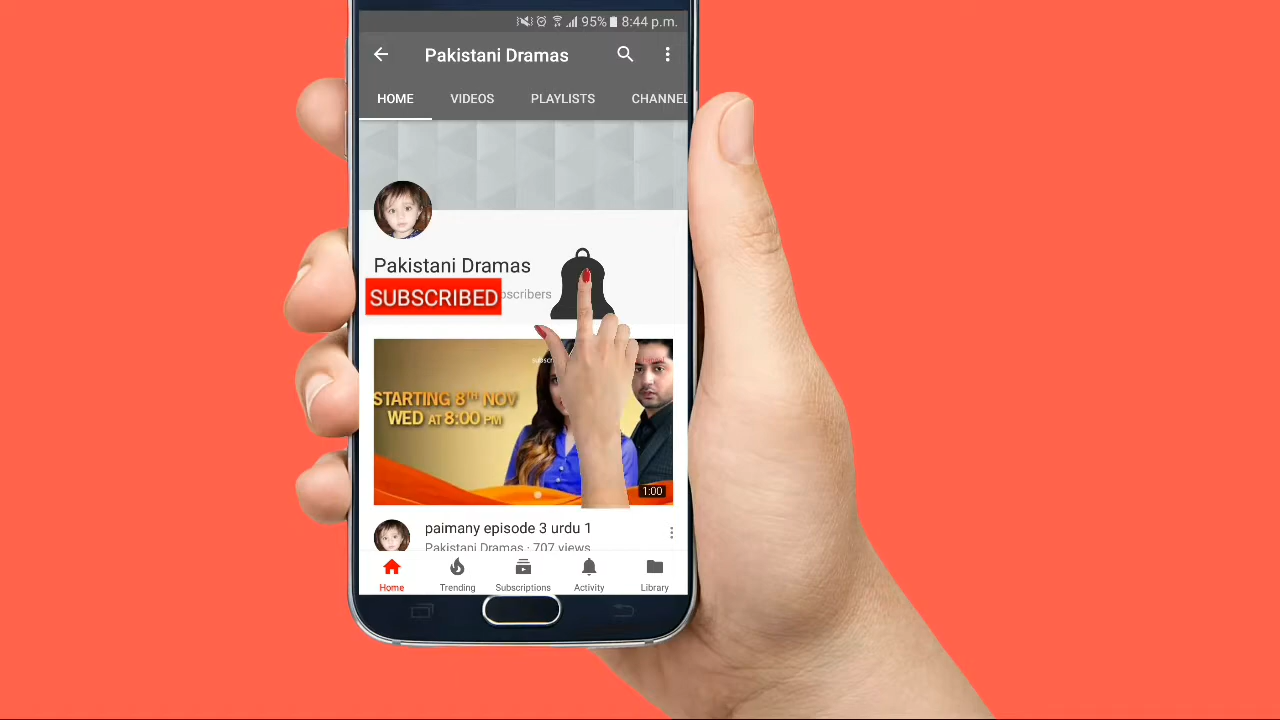 95% 8:44 p.m.
Pakistani Dramas
HOME VIDEOS PLAYLISTS CHANNEL
Pakistani Dramas
SUBSCRIBED
STARTING 8TH NOV
WED AT 8:00 PM
1:00
paimany episode 3 urdu 1
Pakistani Dramas · 707 views
Home Trending Subscriptions Activity Library